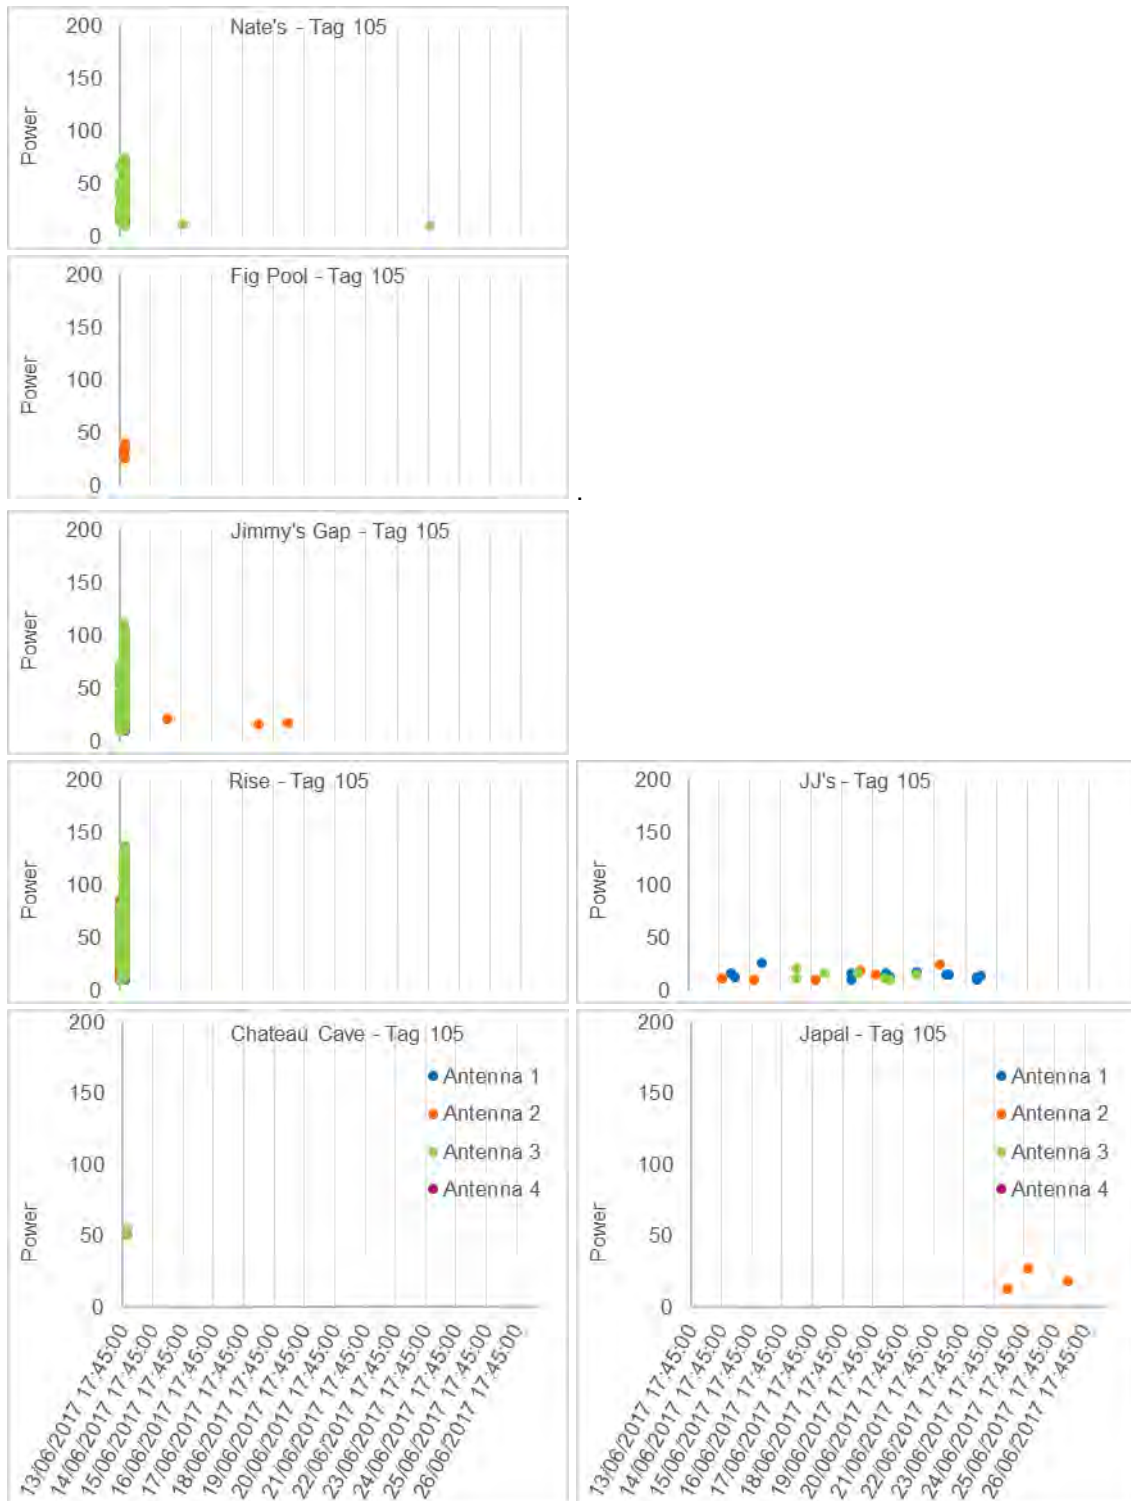 Nate's - Tag 105
200
150
100
50
0
Power
Fig Pool - Tag 105
200
150
100
50
0
Power
.
Jimmy's Gap - Tag 105
200
150
100
50
0
Power
Rise - Tag 105
200
150
100
50
0
Power
JJ's - Tag 105
200
150
100
50
0
Power
Chateau Cave - Tag 105
200
150
100
50
0
Power
Antenna 1
Antenna 2
Antenna 3
Antenna 4
13/06/2017 17:45:00
14/06/2017 17:45:00
15/06/2017 17:45:00
16/06/2017 17:45:00
17/06/2017 17:45:00
18/06/2017 17:45:00
19/06/2017 17:45:00
20/06/2017 17:45:00
21/06/2017 17:45:00
22/06/2017 17:45:00
23/06/2017 17:45:00
24/06/2017 17:45:00
25/06/2017 17:45:00
26/06/2017 17:45:00
Japal - Tag 105
200
150
100
50
0
Power
Antenna 1
Antenna 2
Antenna 3
Antenna 4
13/06/2017 17:45:00
14/06/2017 17:45:00
15/06/2017 17:45:00
16/06/2017 17:45:00
17/06/2017 17:45:00
18/06/2017 17:45:00
19/06/2017 17:45:00
20/06/2017 17:45:00
21/06/2017 17:45:00
22/06/2017 17:45:00
23/06/2017 17:45:00
24/06/2017 17:45:00
25/06/2017 17:45:00
26/06/2017 17:45:00